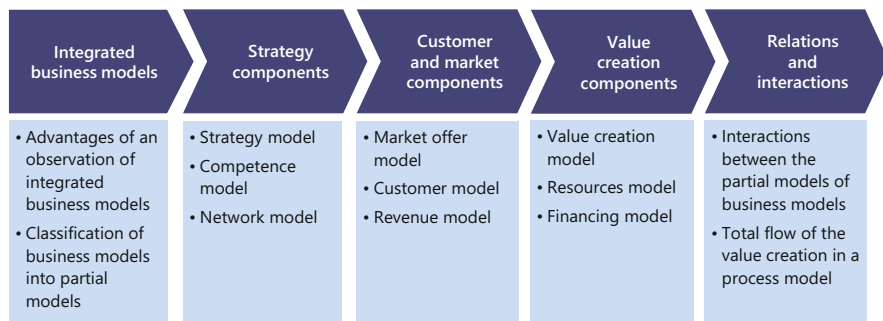 Integrated
business models
Strategy
components
Customer
and market
components
Value
creation
components
Relations
and
interactions
• Advantages of an
observation of
integrated
business models
• Classification of
business models
into partial
models
• Strategy model
• Competence
model
• Network model
• Market offer
model
• Customer model
• Revenue model
• Value creation
model
• Resources model
• Financing model
• Interactions
between the
partial models of
business models
• Total flow of the
value creation in a
process model